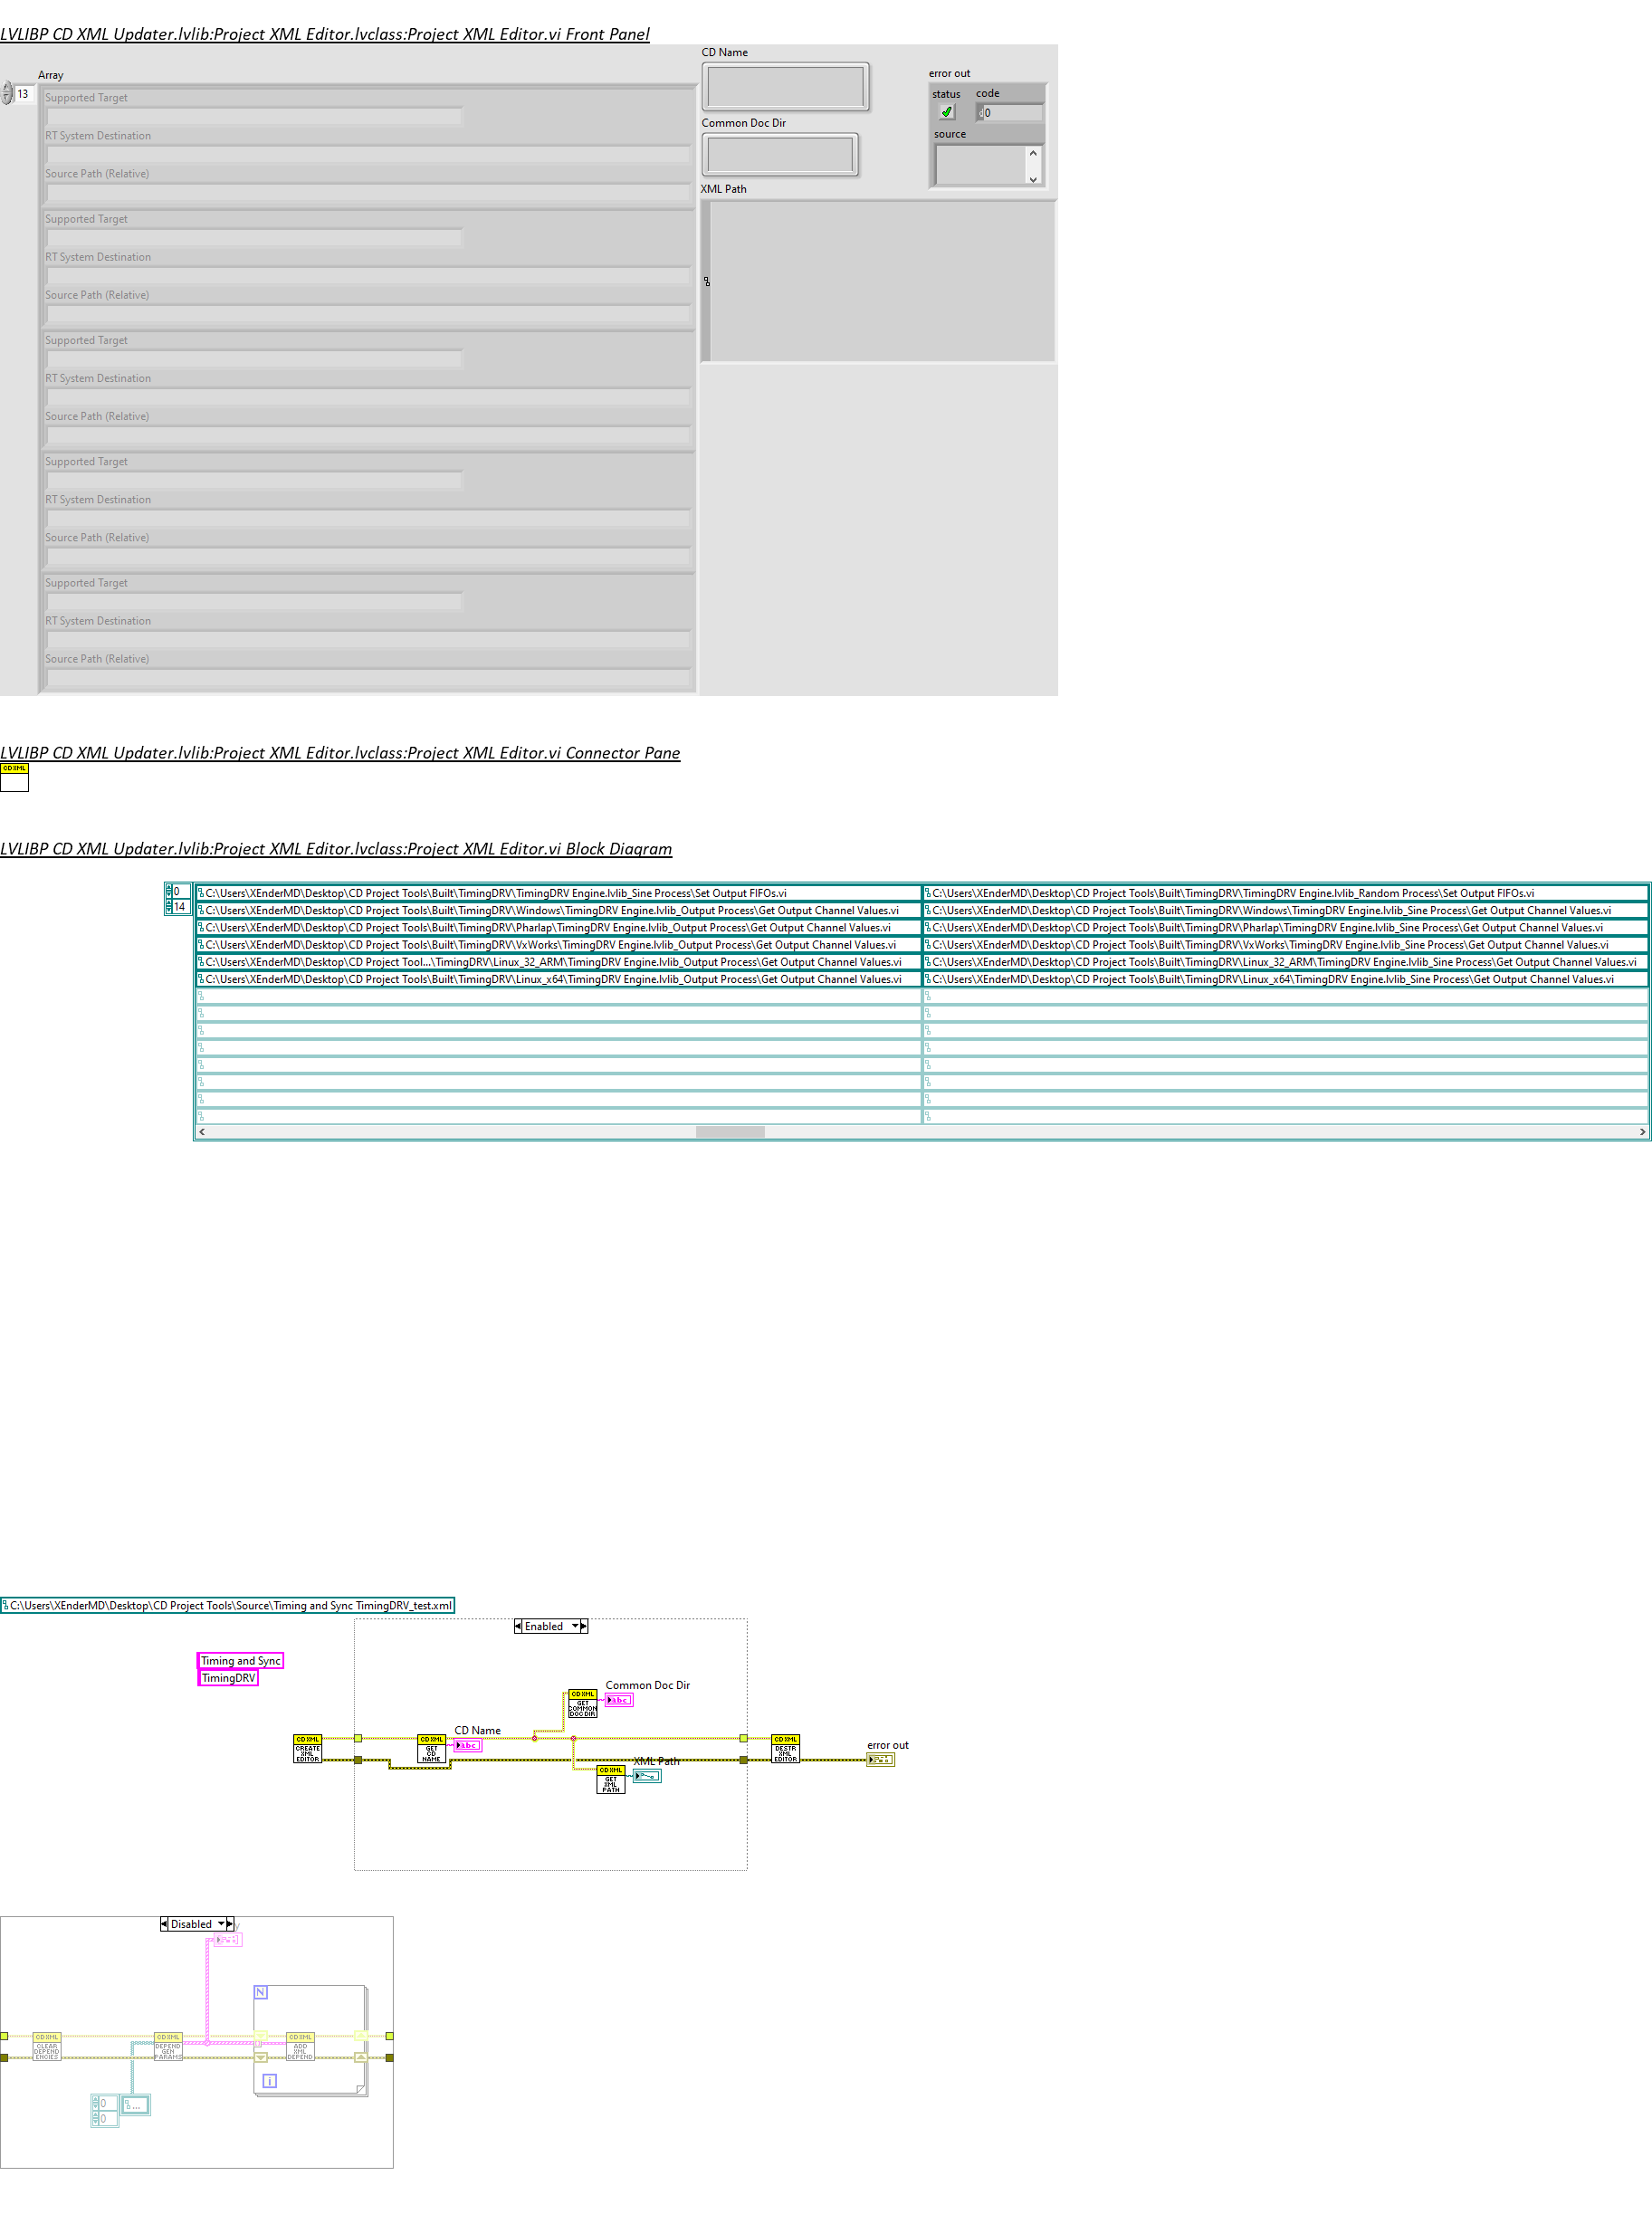 LVLIBP CD XML Updater.lvlib:Project XML Editor.lvclass:Project XML Editor.vi Front Panel
CD Name
Array
error out
13
Supported Target
status
code
0
RT System Destination
Common Doc Dir
source
Source Path (Relative)
XML Path
Supported Target
RT System Destination
Source Path (Relative)
Supported Target
RT System Destination
Source Path (Relative)
Supported Target
RT System Destination
Source Path (Relative)
Supported Target
RT System Destination
Source Path (Relative)
LVLIBP CD XML Updater.lvlib:Project XML Editor.lvclass:Project XML Editor.vi Connector Pane
CD XML
LVLIBP CD XML Updater.lvlib:Project XML Editor.lvclass:Project XML Editor.vi Block Diagram
0
14
C:\Users\XEnderMD\Desktop\CD Project Tools\Built\TimingDRV\TimingDRV Engine.lvlib_Sine Process\Set Output FIFOs.vi
C:\Users\XEnderMD\Desktop\CD Project Tools\Built\TimingDRV\TimingDRV Engine.lvlib_Random Process\Set Output FIFOs.vi
C:\Users\XEnderMD\Desktop\CD Project Tools\Built\TimingDRV\Windows\TimingDRV Engine.lvlib_Output Process\Get Output Channel Values.vi
C:\Users\XEnderMD\Desktop\CD Project Tools\Built\TimingDRV\Windows\TimingDRV Engine.lvlib_Sine Process\Get Output Channel Values.vi
C:\Users\XEnderMD\Desktop\CD Project Tools\Built\TimingDRV\Pharlap\TimingDRV Engine.lvlib_Output Process\Get Output Channel Values.vi
C:\Users\XEnderMD\Desktop\CD Project Tools\Built\TimingDRV\Pharlap\TimingDRV Engine.lvlib_Sine Process\Get Output Channel Values.vi
C:\Users\XEnderMD\Desktop\CD Project Tools\Built\TimingDRV\VxWorks\TimingDRV Engine.lvlib_Output Process\Get Output Channel Values.vi
C:\Users\XEnderMD\Desktop\CD Project Tools\Built\TimingDRV\VxWorks\TimingDRV Engine.lvlib_Sine Process\Get Output Channel Values.vi
C:\Users\XEnderMD\Desktop\CD Project Tool...\TimingDRV\Linux_32_ARM\TimingDRV Engine.lvlib_Output Process\Get Output Channel Values.vi
C:\Users\XEnderMD\Desktop\CD Project Tools\Built\TimingDRV\Linux_32_ARM\TimingDRV Engine.lvlib_Sine Process\Get Output Channel Values.vi
C:\Users\XEnderMD\Desktop\CD Project Tools\Built\TimingDRV\Linux_x64\TimingDRV Engine.lvlib_Output Process\Get Output Channel Values.vi
C:\Users\XEnderMD\Desktop\CD Project Tools\Built\TimingDRV\Linux_x64\TimingDRV Engine.lvlib_Sine Process\Get Output Channel Values.vi
C:\Users\XEnderMD\Desktop\CD Project Tools\Source\Timing and Sync TimingDRV_test.xml
Enabled
Timing and Sync
TimingDRV
Common Doc Dir
CD XML
GET
COMMON
DOC DIR
abc
CD Name
CD XML
CREATE
XML
EDITOR
CD XML
GET
CD
NAME
abc
CD XML
DESTR
XML
EDITOR
error out
XML Path
CD XML
GET
XML
PATH
Disabled
y
N
CD XML
CLEAR
DEPEND
ENCIES
CD XML
DEPEND
GEN
PARAMS
CD XML
ADD
XML
DEPEND
i
0
0
...